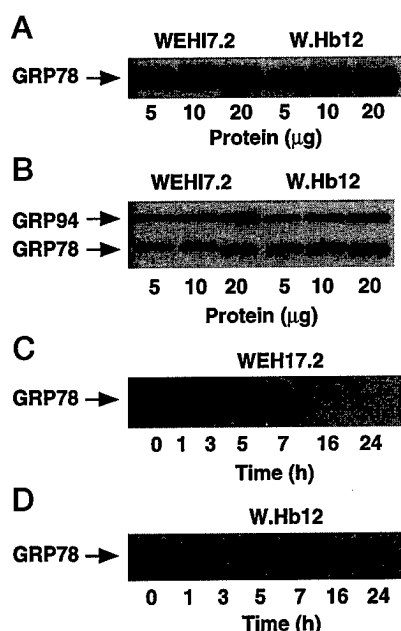 A
WEHI7.2 W.Hb12
GRP78
5 10 20 5 10 20
Protein (µg)
B
WEHI7.2 W.Hb12
GRP94
GRP78
5 10 20 5 10 20
Protein (µg)
C
WEH17.2
GRP78
0 1 3 5 7 16 24
Time (h)
D
W.Hb12
GRP78
0 1 3 5 7 16 24
Time (h)